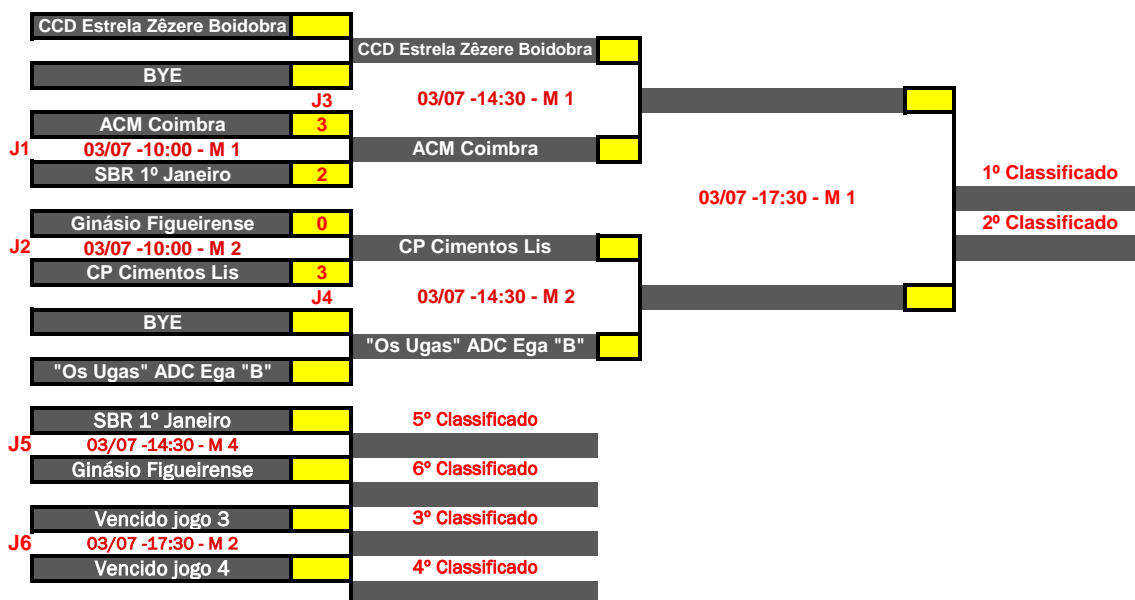 CCD Estrela Zêzere Boidobra
CCD Estrela Zêzere Boidobra
BYE
J3
03/07 -14:30 - M 1
ACM Coimbra 3
J1 03/07 -10:00 - M 1
ACM Coimbra
SBR 1º Janeiro 2
1º Classificado
03/07 -17:30 - M 1
Ginásio Figueirense 0
2º Classificado
J2 03/07 -10:00 - M 2
CP Cimentos Lis
CP Cimentos Lis 3
J4
03/07 -14:30 - M 2
BYE
"Os Ugas" ADC Ega "B"
"Os Ugas" ADC Ega "B"
SBR 1º Janeiro
5º Classificado
J5 03/07 -14:30 - M 4
Ginásio Figueirense
6º Classificado
Vencido jogo 3
3º Classificado
J6 03/07 -17:30 - M 2
Vencido jogo 4
4º Classificado